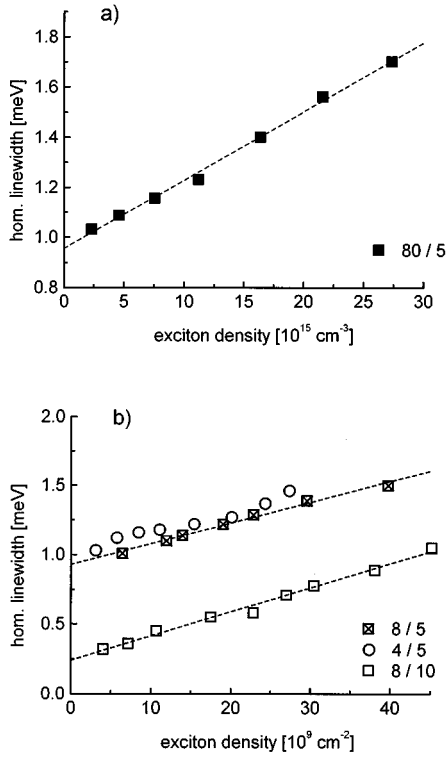 a)
1.8
1.6
1.4
1.2
1.0
0.8
hom. linewidth [meV]
80 / 5
0 5 10 15 20 25 30
exciton density [10¹⁵ cm⁻³]
b)
2.0
1.5
1.0
0.5
0.0
hom. linewidth [meV]
8 / 5
4 / 5
8 / 10
0 10 20 30 40
exciton density [10⁹ cm⁻²]